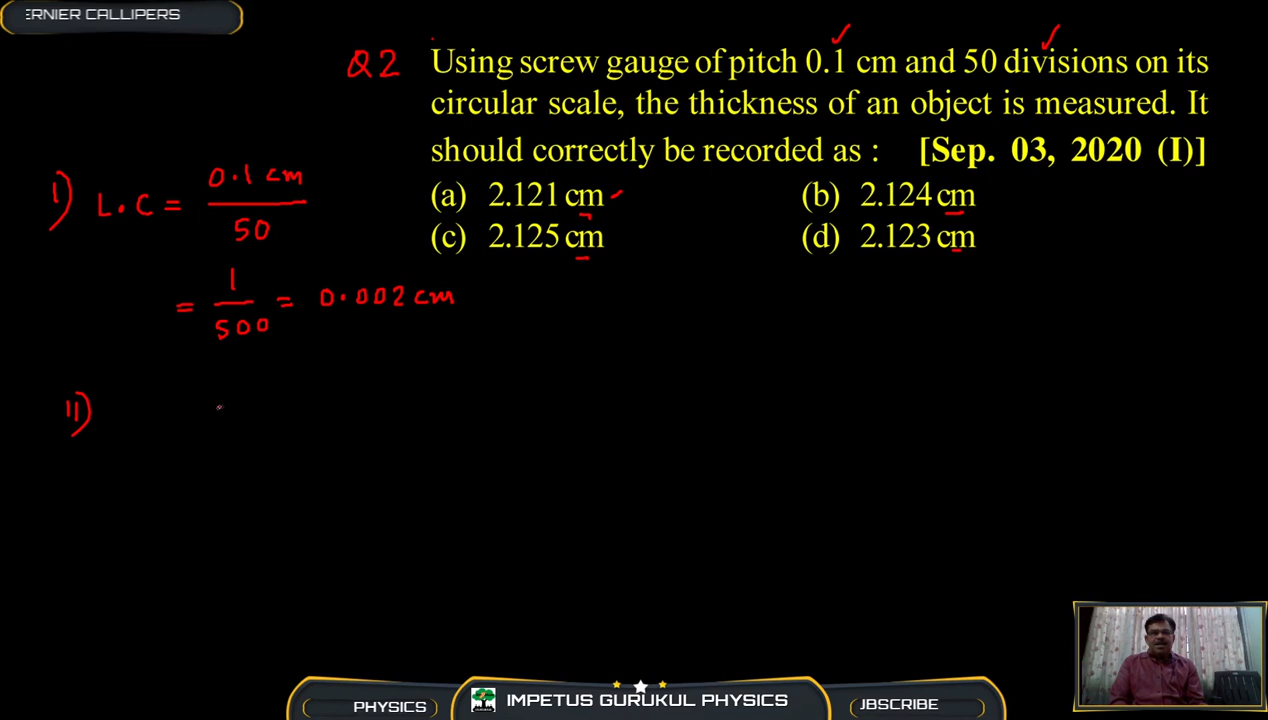 ERNIER CALLIPERS
Q2 Using screw gauge of pitch 0.1 cm and 50 divisions on its
circular scale, the thickness of an object is measured. It
should correctly be recorded as : [Sep. 03, 2020 (I)]
(a) 2.121 cm (b) 2.124 cm
(c) 2.125 cm (d) 2.123 cm
I) L.C = 0.1 cm
50
= 1/500 = 0.002 cm
II)
PHYSICS
IMPETUS GURUKUL PHYSICS
JBSCRIBE